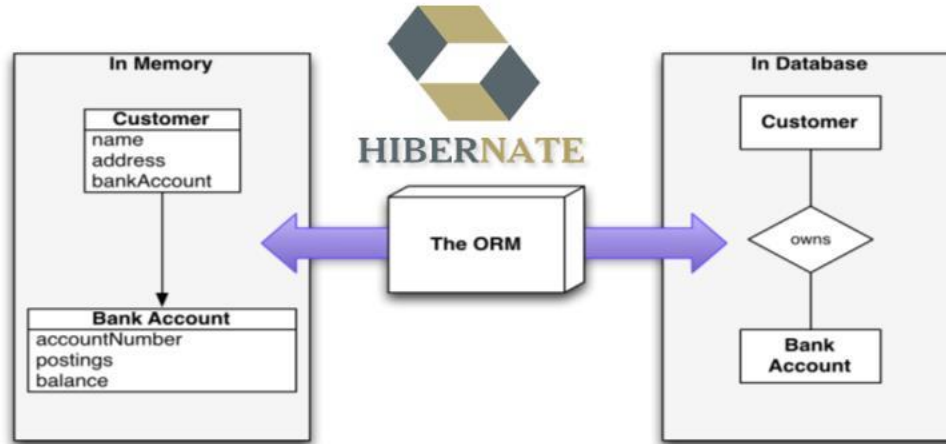 In Memory
Customer
name
address
bankAccount
Bank Account
accountNumber
postings
balance
HIBERNATE
The ORM
In Database
Customer
owns
Bank
Account